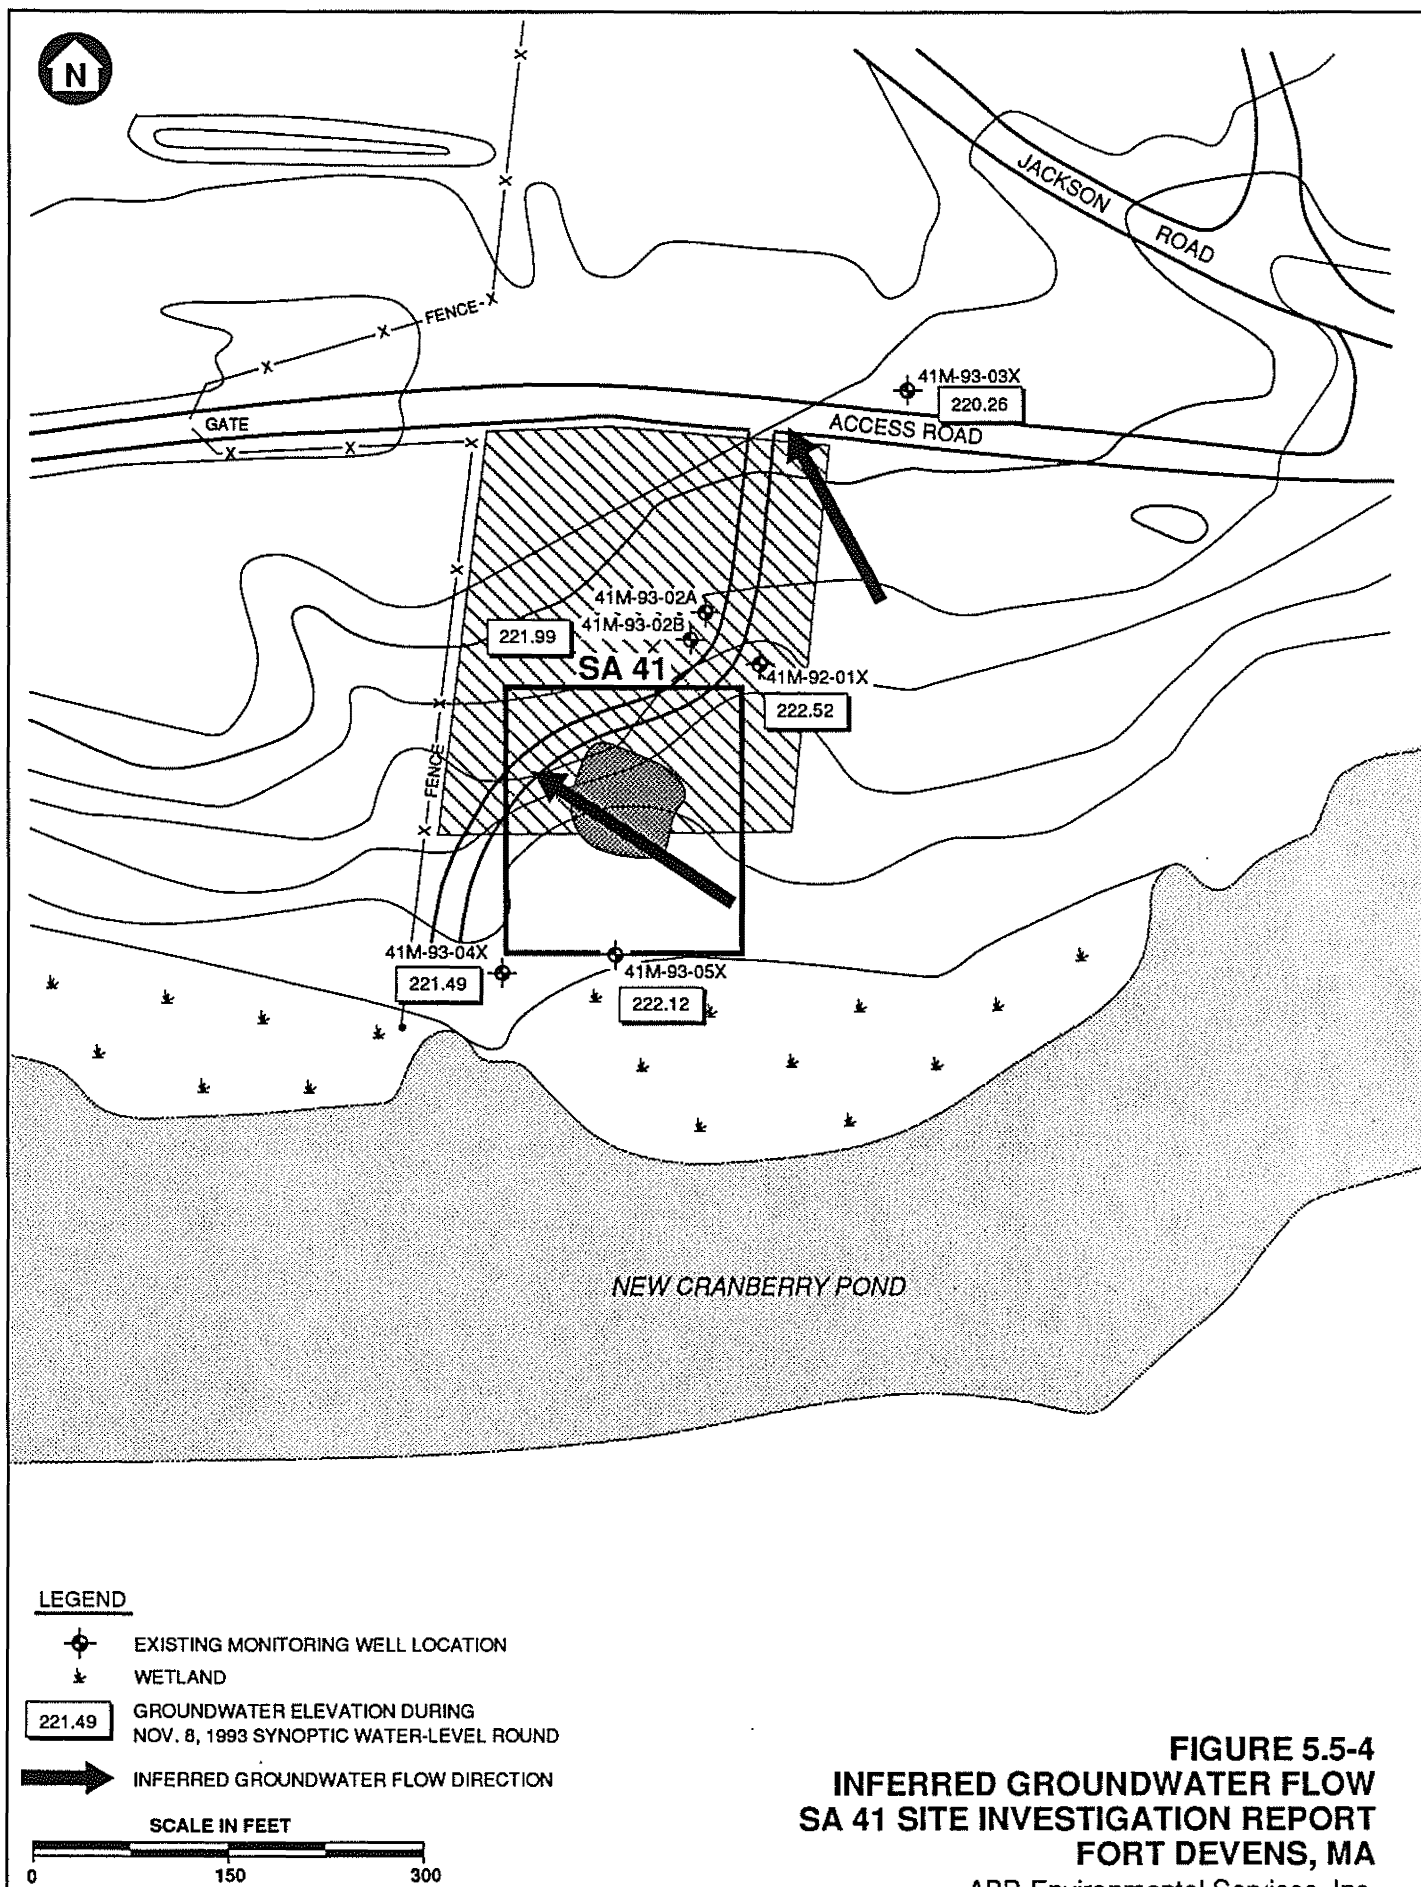 N
JACKSON
ROAD
FENCE
41M-93-03X
220.26
GATE
ACCESS ROAD
41M-93-02A
41M-93-02B
221.99
SA 41
41M-92-01X
222.52
FENCE
41M-93-04X
221.49
41M-93-05X
222.12
NEW CRANBERRY POND
LEGEND
EXISTING MONITORING WELL LOCATION
WETLAND
221.49
GROUNDWATER ELEVATION DURING
NOV. 8, 1993 SYNOPTIC WATER-LEVEL ROUND
INFERRED GROUNDWATER FLOW DIRECTION
SCALE IN FEET
0 150 300
FIGURE 5.5-4
INFERRED GROUNDWATER FLOW
SA 41 SITE INVESTIGATION REPORT
FORT DEVENS, MA
Environmental Services, Inc.